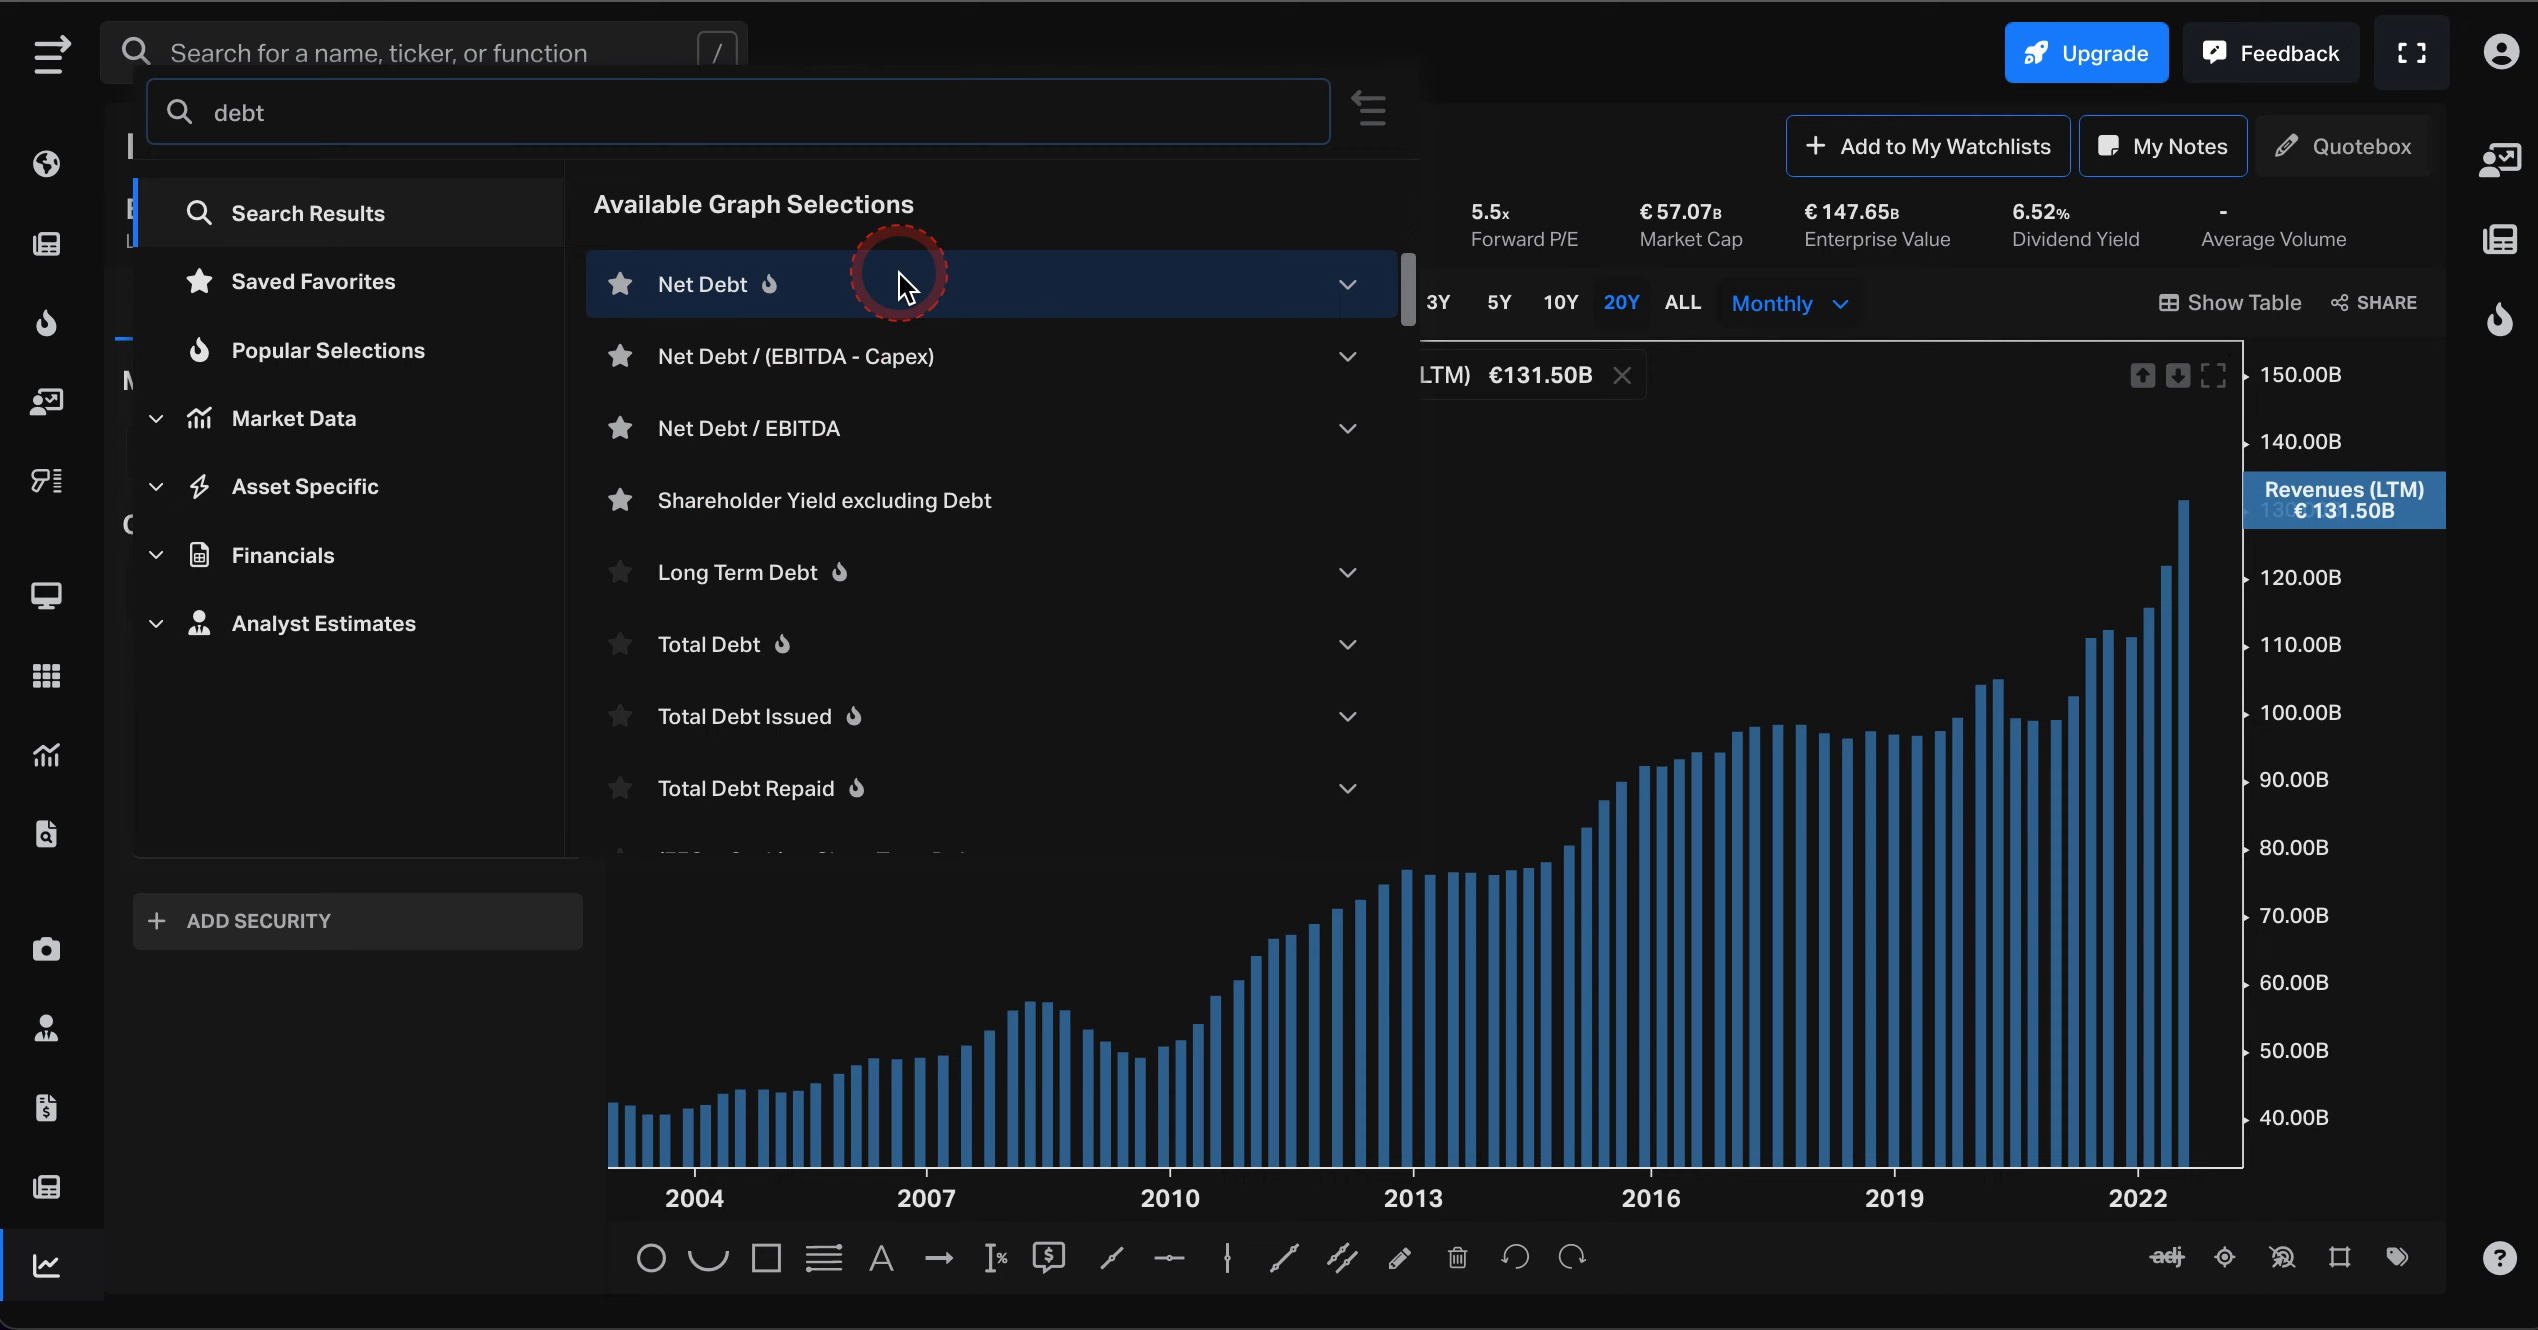 Search for a name, ticker, or function /
Upgrade
Feedback
debt
Add to My Watchlists
My Notes
Quotebox
Search Results
Saved Favorites
Popular Selections
Market Data
Asset Specific
Financials
Analyst Estimates
Available Graph Selections
Net Debt
Net Debt / (EBITDA - Capex)
Net Debt / EBITDA
Shareholder Yield excluding Debt
Long Term Debt
Total Debt
Total Debt Issued
Total Debt Repaid
5.5x
Forward P/E
€ 57.07B
Market Cap
€ 147.65B
Enterprise Value
6.52%
Dividend Yield
-
Average Volume
3Y 5Y 10Y 20Y ALL Monthly
Show Table
SHARE
LTM) €131.50B
150.00B
140.00B
Revenues (LTM)
€ 131.50B
120.00B
110.00B
100.00B
90.00B
80.00B
70.00B
60.00B
50.00B
40.00B
+ ADD SECURITY
2004 2007 2010 2013 2016 2019 2022
A
%
$
adj
?